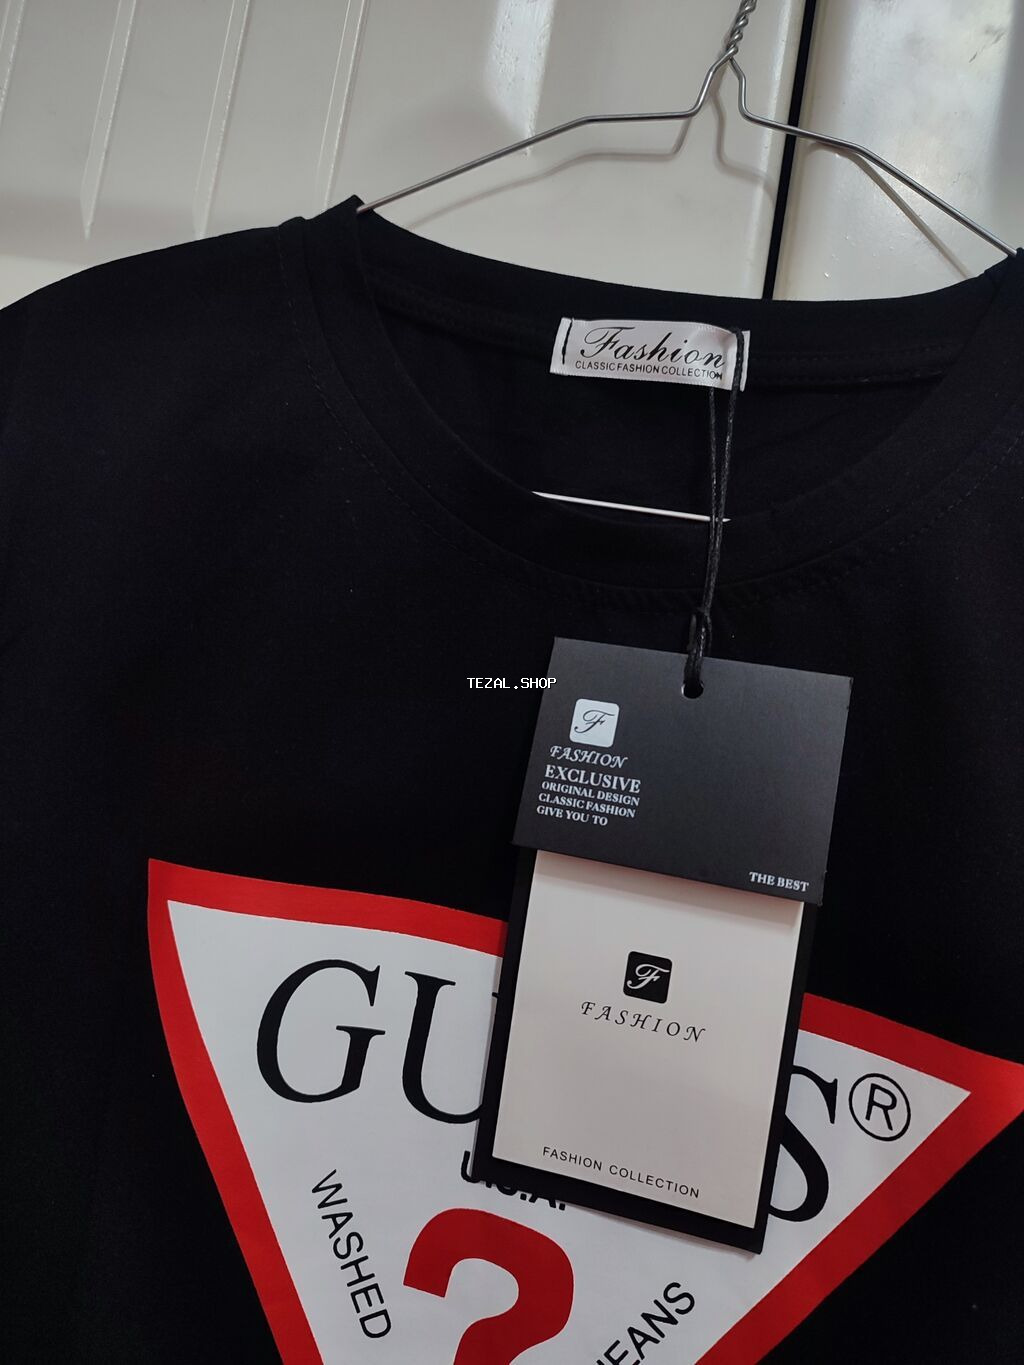 Fashion
CLASSIC FASHION COLLECTION
TEZAL.SHOP
F
FASHION
EXCLUSIVE
ORIGINAL DESIGN
CLASSIC FASHION
GIVE YOU TO
THE BEST
F
FASHION
FASHION COLLECTION
GU S®
U.S.A.
WASHED
?
JEANS